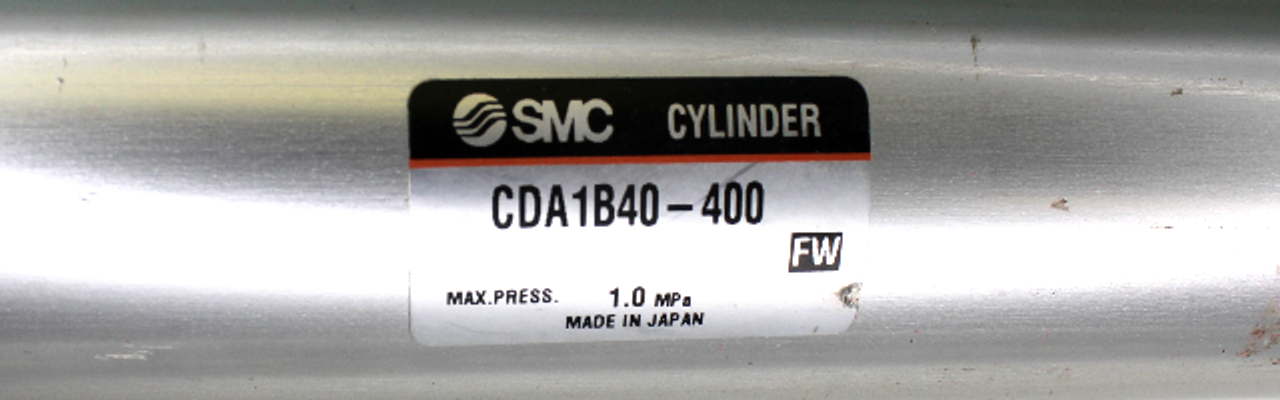 SMC CYLINDER
CDA1B40-400
FW
MAX.PRESS. 1.0 MPa
MADE IN JAPAN